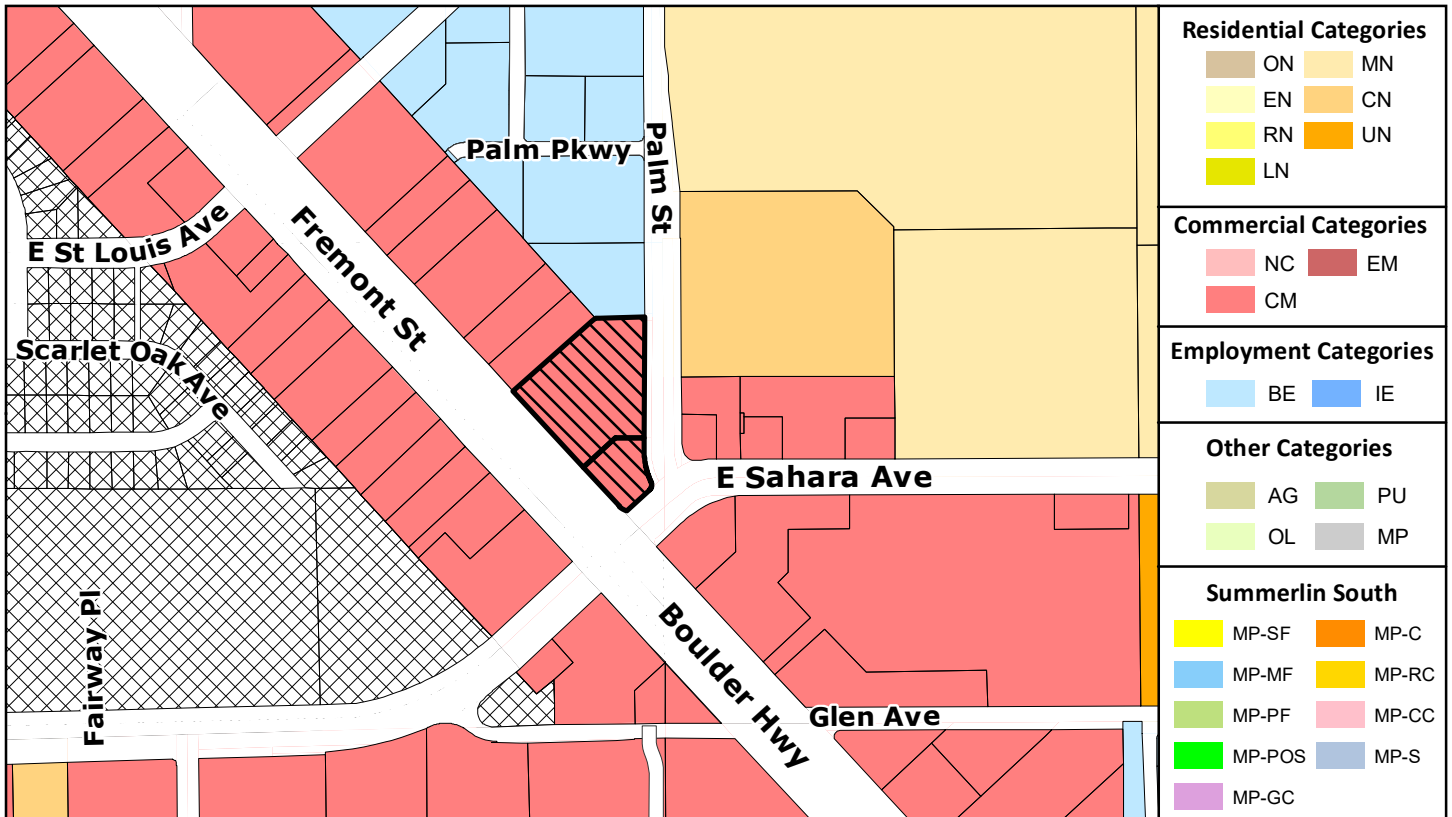 Palm Pkwy
Palm St
E St Louis Ave
Fremont St
Scarlet Oak Ave
E Sahara Ave
Fairway Pl
Boulder Hwy
Glen Ave
Residential Categories
ON MN
EN CN
RN UN
LN
Commercial Categories
NC EM
CM
Employment Categories
BE IE
Other Categories
AG PU
OL MP
Summerlin South
MP-SF MP-C
MP-MF MP-RC
MP-PF MP-CC
MP-POS MP-S
MP-GC